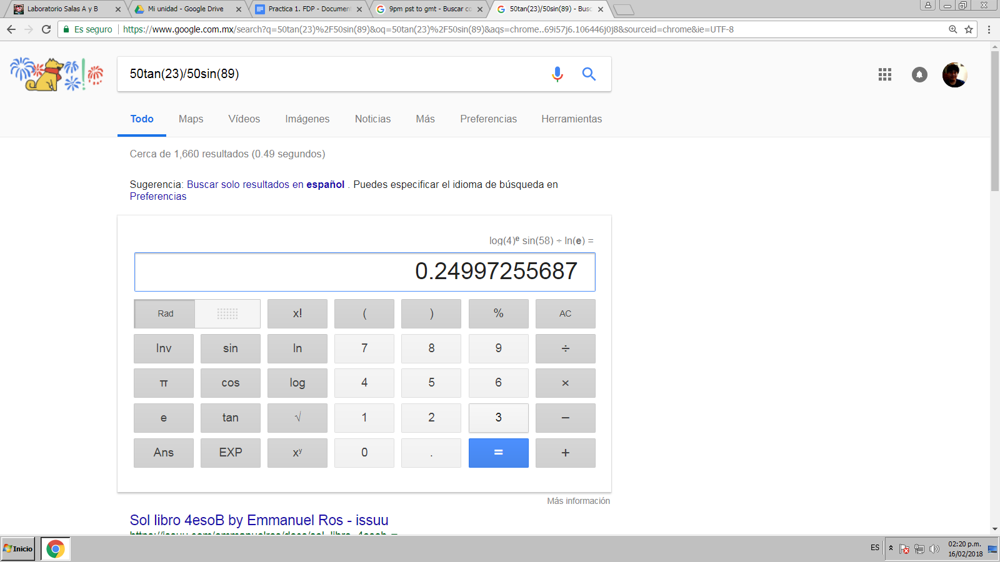 Laboratorio Salas A y B
Mi unidad - Google Drive
Practica 1. FDP - Document
9pm pst to gmt - Buscar co
50tan(23)/50sin(89) - Busc
Es seguro
https://www.google.com.mx/search?q=50tan(23)%2F50sin(89)&oq=50tan(23)%2F50sin(89)&aqs=chrome..69i57j6.106446j0j8&sourceid=chrome&ie=UTF-8
50tan(23)/50sin(89)
Todo Maps Vídeos Imágenes Noticias Más Preferencias Herramientas
Cerca de 1,660 resultados (0.49 segundos)
Sugerencia: Buscar solo resultados en español . Puedes especificar el idioma de búsqueda en
Preferencias
log(4)ᵉ sin(58) ÷ ln(e) =
0.24997255687
Rad x! ( ) % AC
Inv sin ln 7 8 9 ÷
π cos log 4 5 6 ×
e tan √ 1 2 3 −
Ans EXP xʸ 0 . = +
Más información
Sol libro 4esoB by Emmanuel Ros - issuu
Inicio
ES
02:20 p.m.
16/02/2018